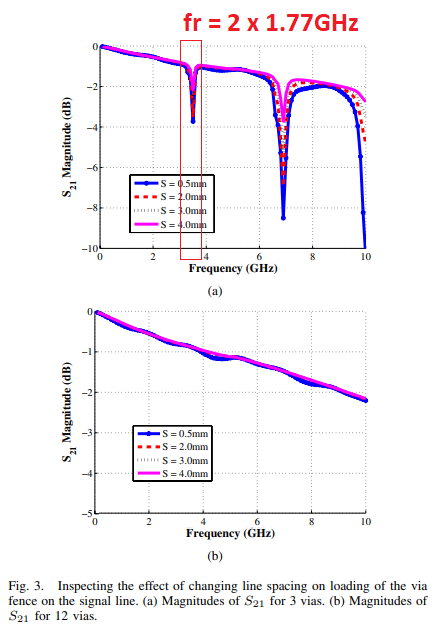 fr = 2 x 1.77GHz
0
−2
−4
−6
−8
−10
S21 Magnitude (dB)
S = 0.5mm
S = 2.0mm
S = 3.0mm
S = 4.0mm
0 2 4 6 8 10
Frequency (GHz)
(a)
0
−1
−2
−3
−4
−5
S21 Magnitude (dB)
S = 0.5mm
S = 2.0mm
S = 3.0mm
S = 4.0mm
0 2 4 6 8 10
Frequency (GHz)
(b)
Fig. 3. Inspecting the effect of changing line spacing on loading of the via
fence on the signal line. (a) Magnitudes of S21 for 3 vias. (b) Magnitudes of
S21 for 12 vias.